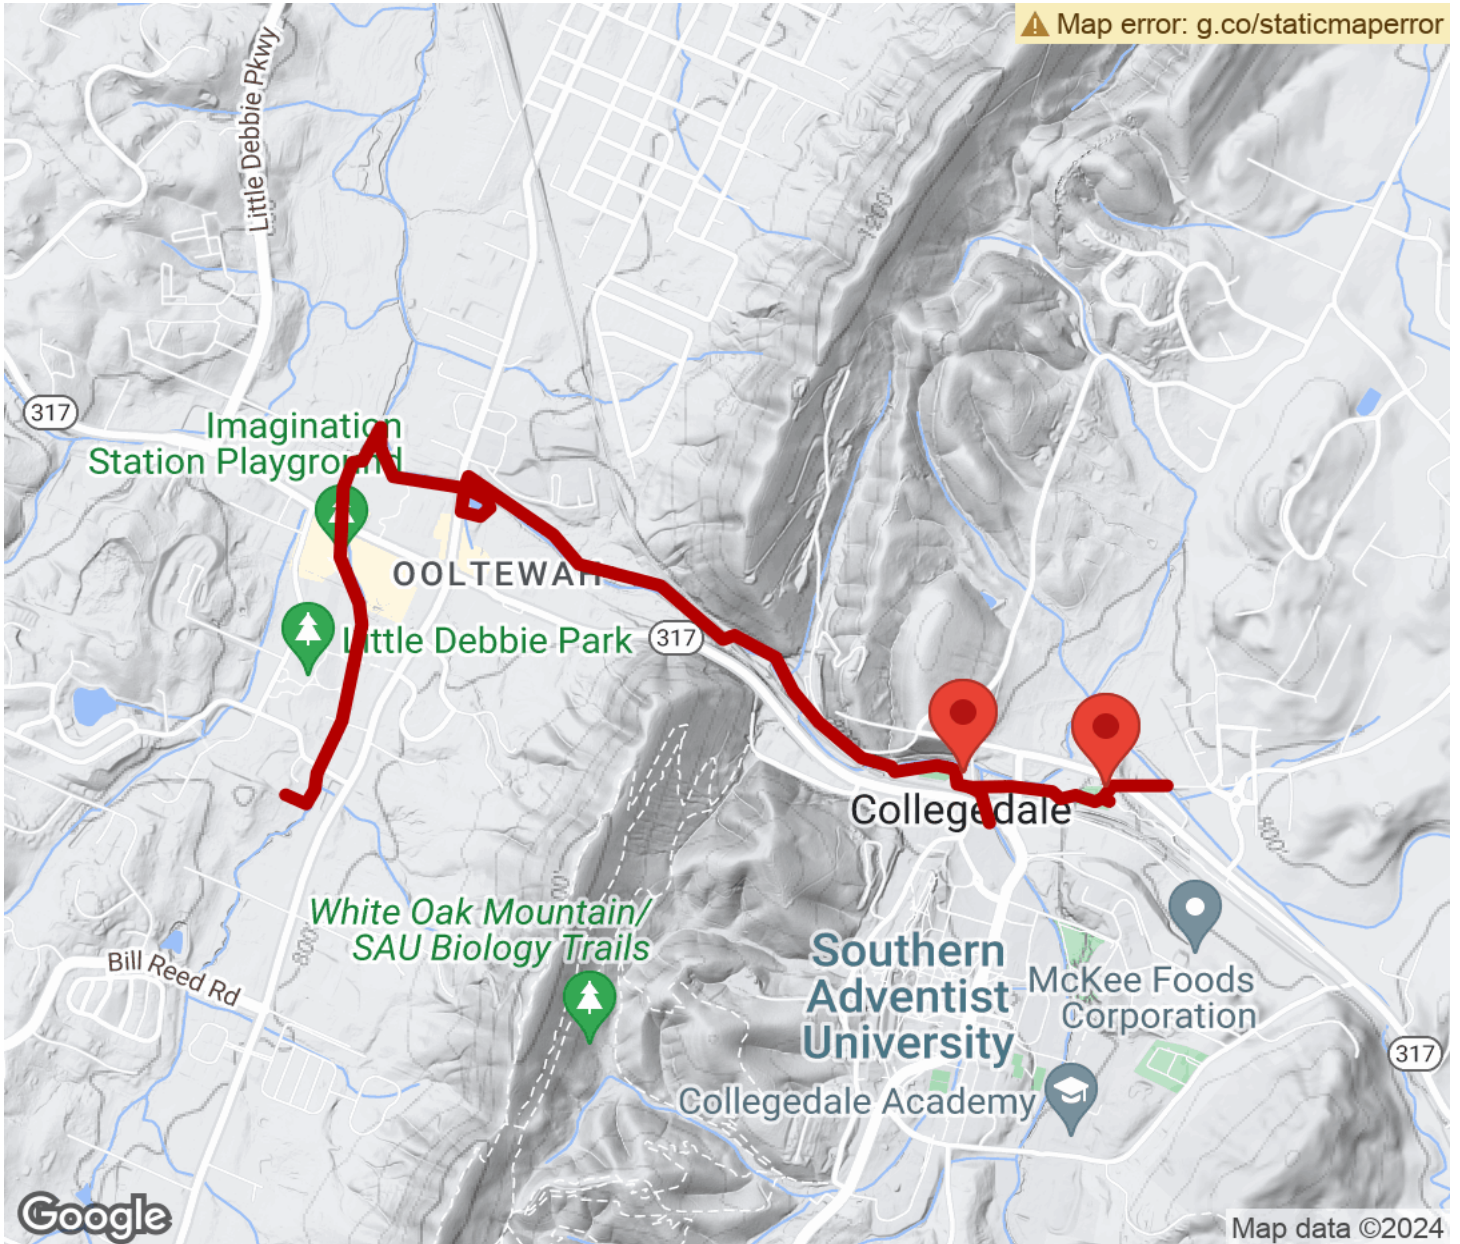 Map error: g.co/staticmaperror
Little Debbie Pkwy
1200'
317
Imagination
Station Playground
OOLTEWAH
Little Debbie Park
317
Collegedale
800'
White Oak Mountain/
SAU Biology Trails
800'
Bill Reed Rd
Southern
Adventist
University
McKee Foods
Corporation
317
Collegedale Academy
Google
Map data ©2024